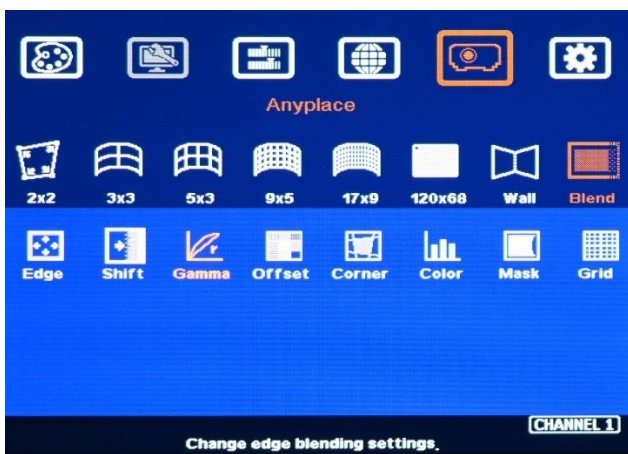 Anyplace
2x2 3x3 5x3 9x5 17x9 120x68 Wall Blend
Edge Shift Gamma Offset Corner Color Mask Grid
CHANNEL 1
Change edge blending settings.